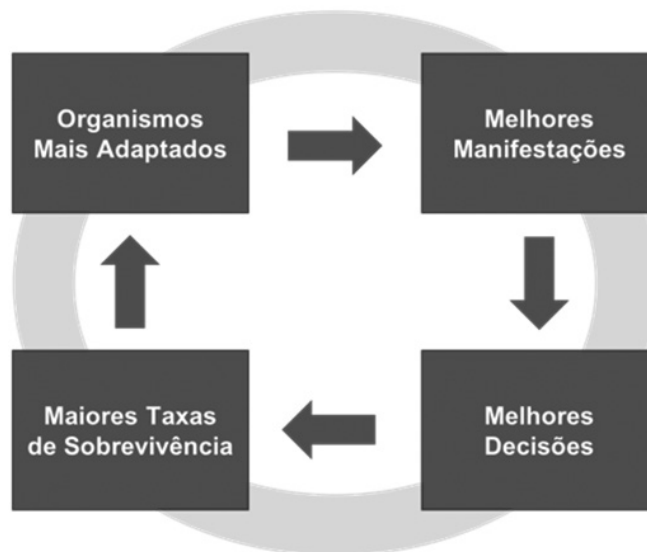 Organismos
Mais Adaptados
Melhores
Manifestações
Maiores Taxas
de Sobrevivência
Melhores
Decisões